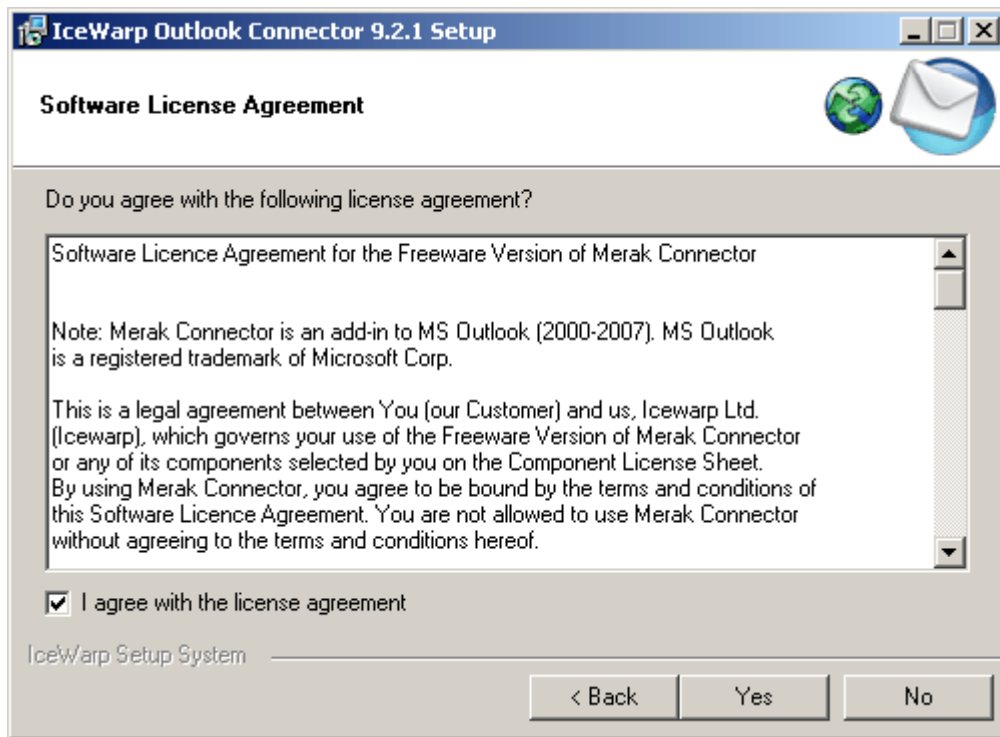 IceWarp Outlook Connector 9.2.1 Setup
Software License Agreement
Do you agree with the following license agreement?
Software Licence Agreement for the Freeware Version of Merak Connector
Note: Merak Connector is an add-in to MS Outlook (2000-2007). MS Outlook
is a registered trademark of Microsoft Corp.
This is a legal agreement between You (our Customer) and us, Icewarp Ltd.
(Icewarp), which governs your use of the Freeware Version of Merak Connector
or any of its components selected by you on the Component License Sheet.
By using Merak Connector, you agree to be bound by the terms and conditions of
this Software Licence Agreement. You are not allowed to use Merak Connector
without agreeing to the terms and conditions hereof.
I agree with the license agreement
IceWarp Setup System
< Back Yes No